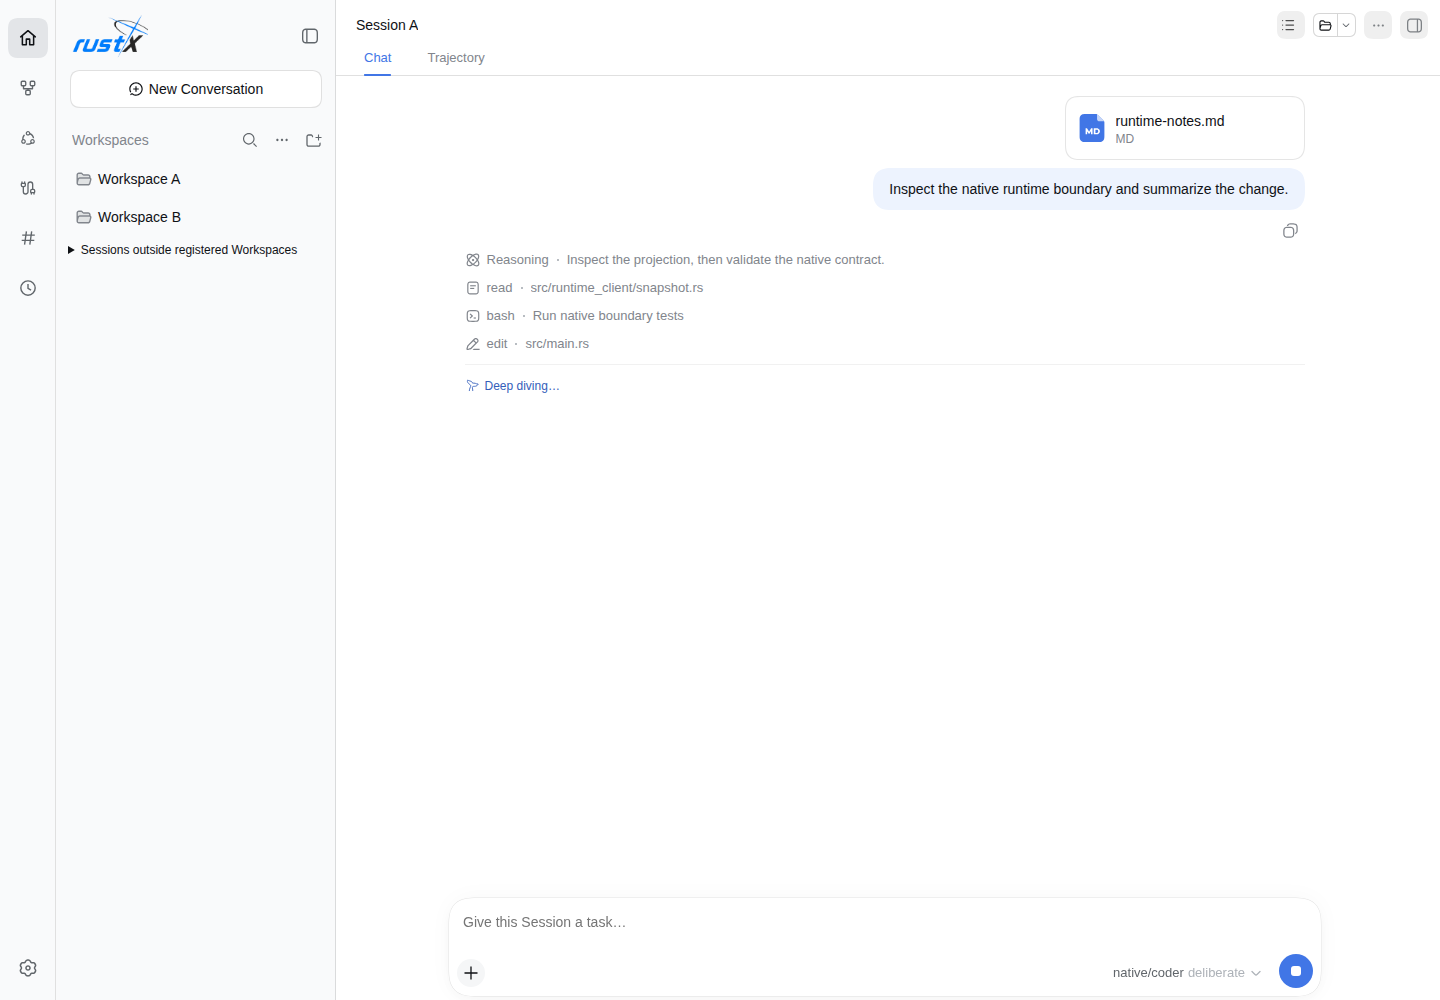 rustX
New Conversation
Workspaces
Workspace A
Workspace B
Sessions outside registered Workspaces
Session A
Chat
Trajectory
MD
runtime-notes.md
MD
Inspect the native runtime boundary and summarize the change.
Reasoning · Inspect the projection, then validate the native contract.
read · src/runtime_client/snapshot.rs
bash · Run native boundary tests
edit · src/main.rs
Deep diving…
Give this Session a task…
native/coder deliberate